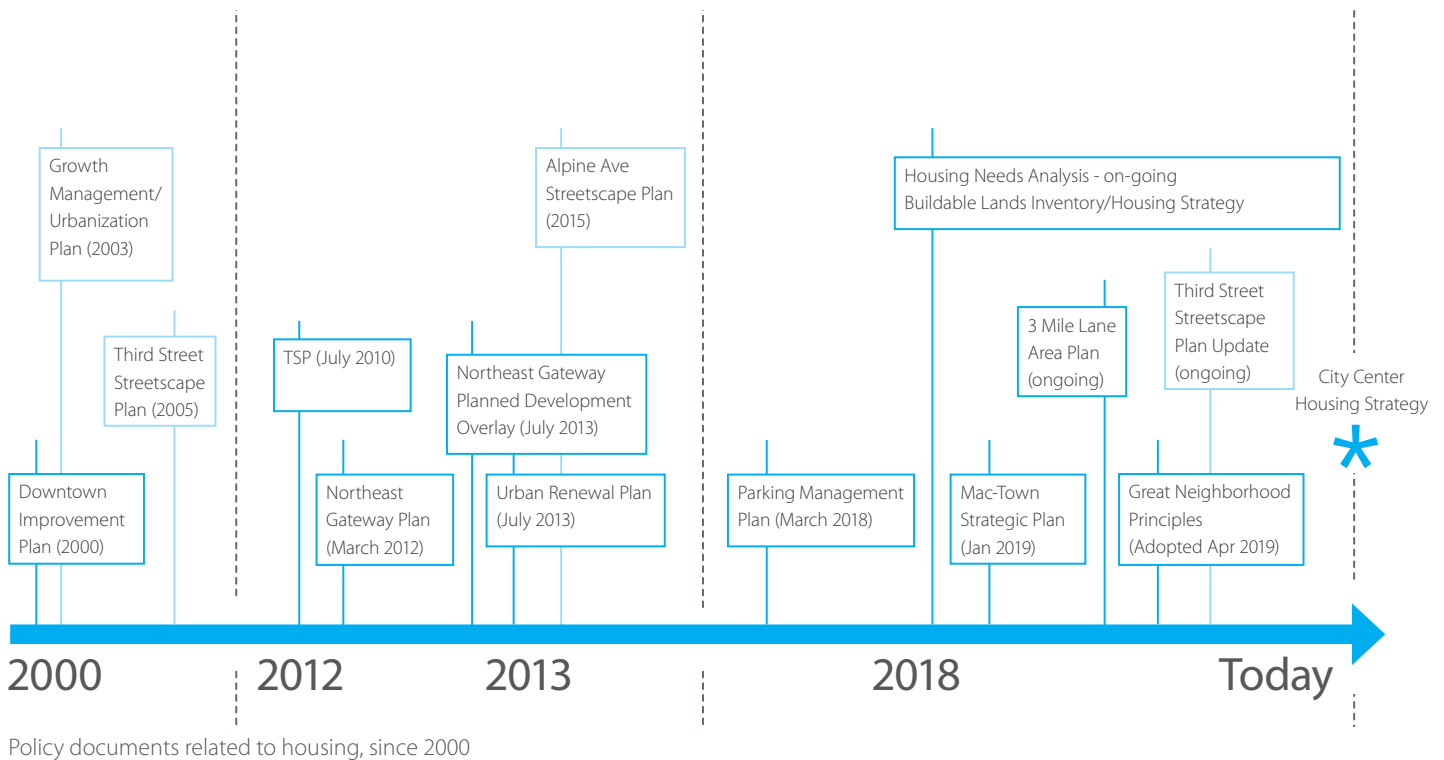 Growth
Management/
Urbanization
Plan (2003)
Third Street
Streetscape
Plan (2005)
Downtown
Improvement
Plan (2000)
TSP (July 2010)
Northeast
Gateway Plan
(March 2012)
Alpine Ave
Streetscape Plan
(2015)
Northeast Gateway
Planned Development
Overlay (July 2013)
Urban Renewal Plan
(July 2013)
Housing Needs Analysis - on-going
Buildable Lands Inventory/Housing Strategy
Parking Management
Plan (March 2018)
Mac-Town
Strategic Plan
(Jan 2019)
3 Mile Lane
Area Plan
(ongoing)
Third Street
Streetscape
Plan Update
(ongoing)
Great Neighborhood
Principles
(Adopted Apr 2019)
City Center
Housing Strategy
*
2000
2012
2013
2018
Today
Policy documents related to housing, since 2000